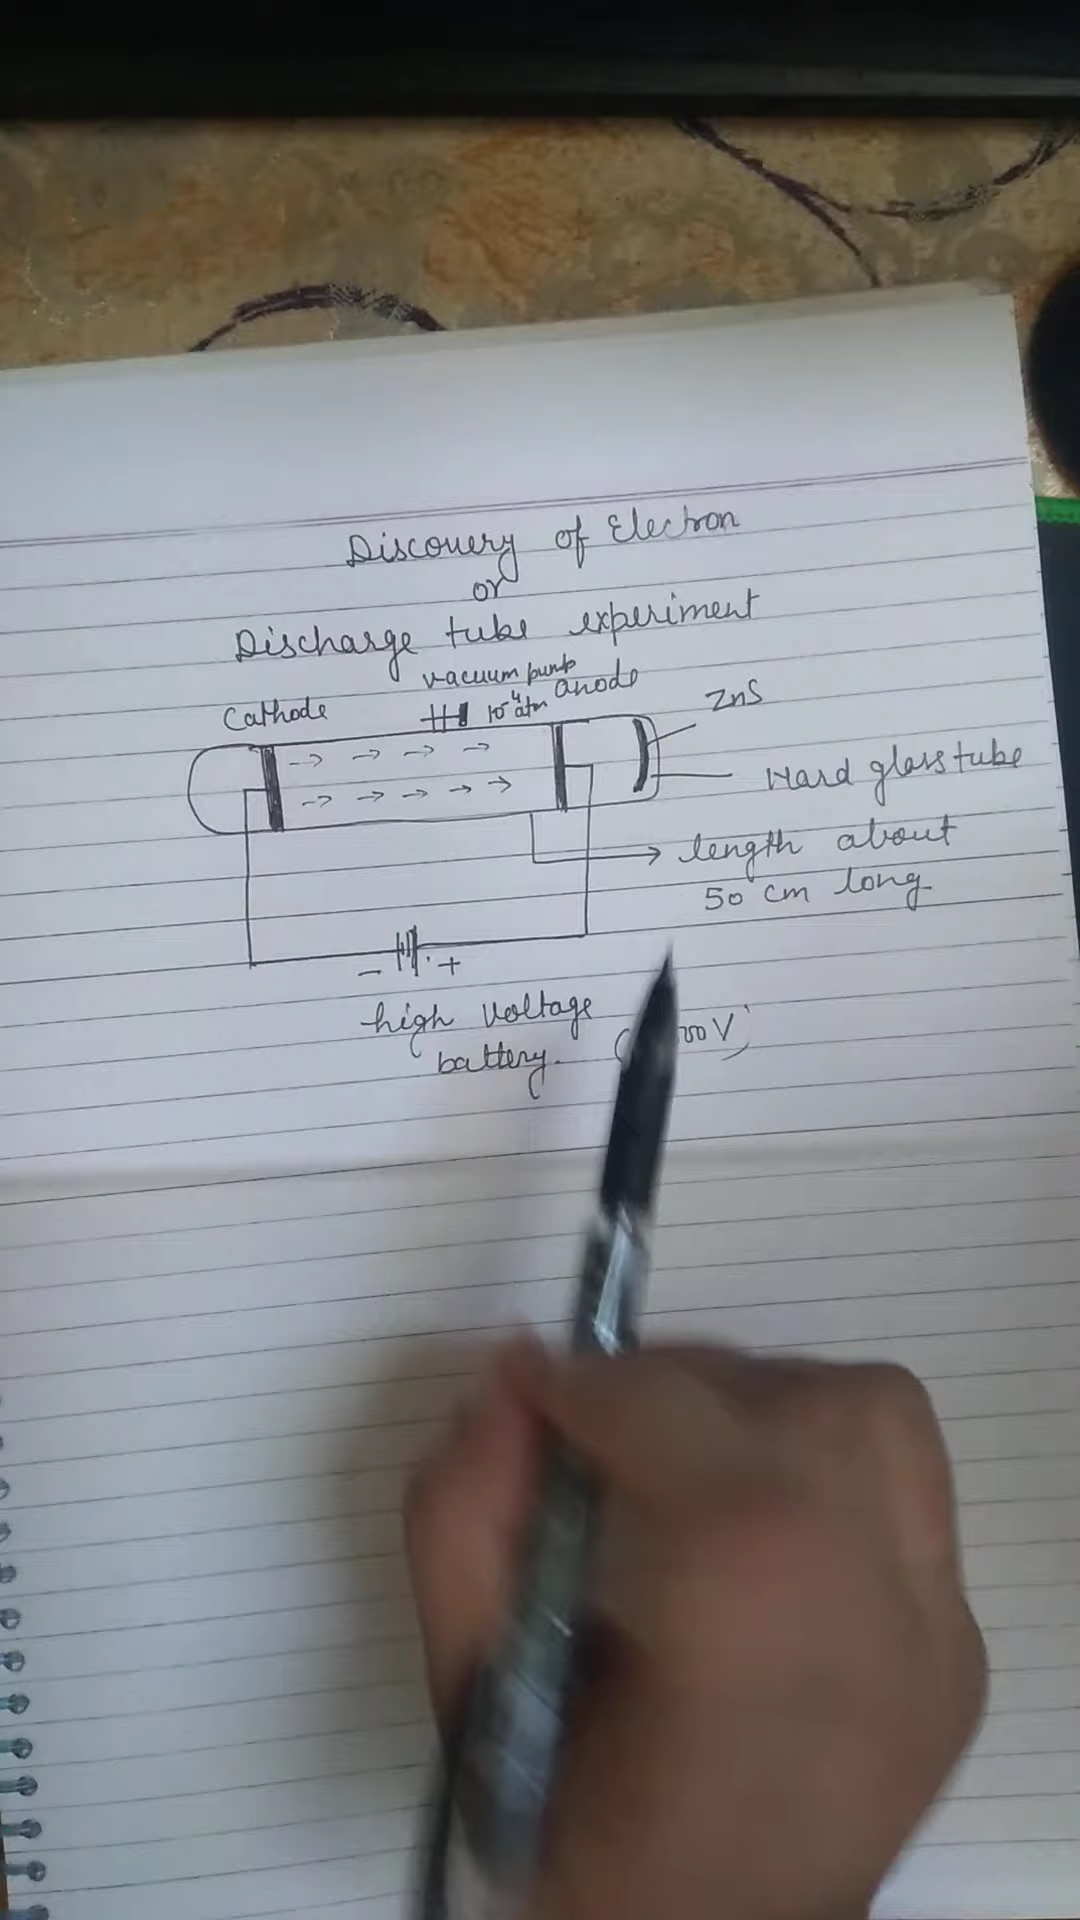 Discovery of Electron
or
Discharge tube experiment
vacuum pump
Cathode
10⁻⁴ atm
anode
ZnS
Hard glass tube
length about
50 cm long
- +
high voltage
battery.
00V)